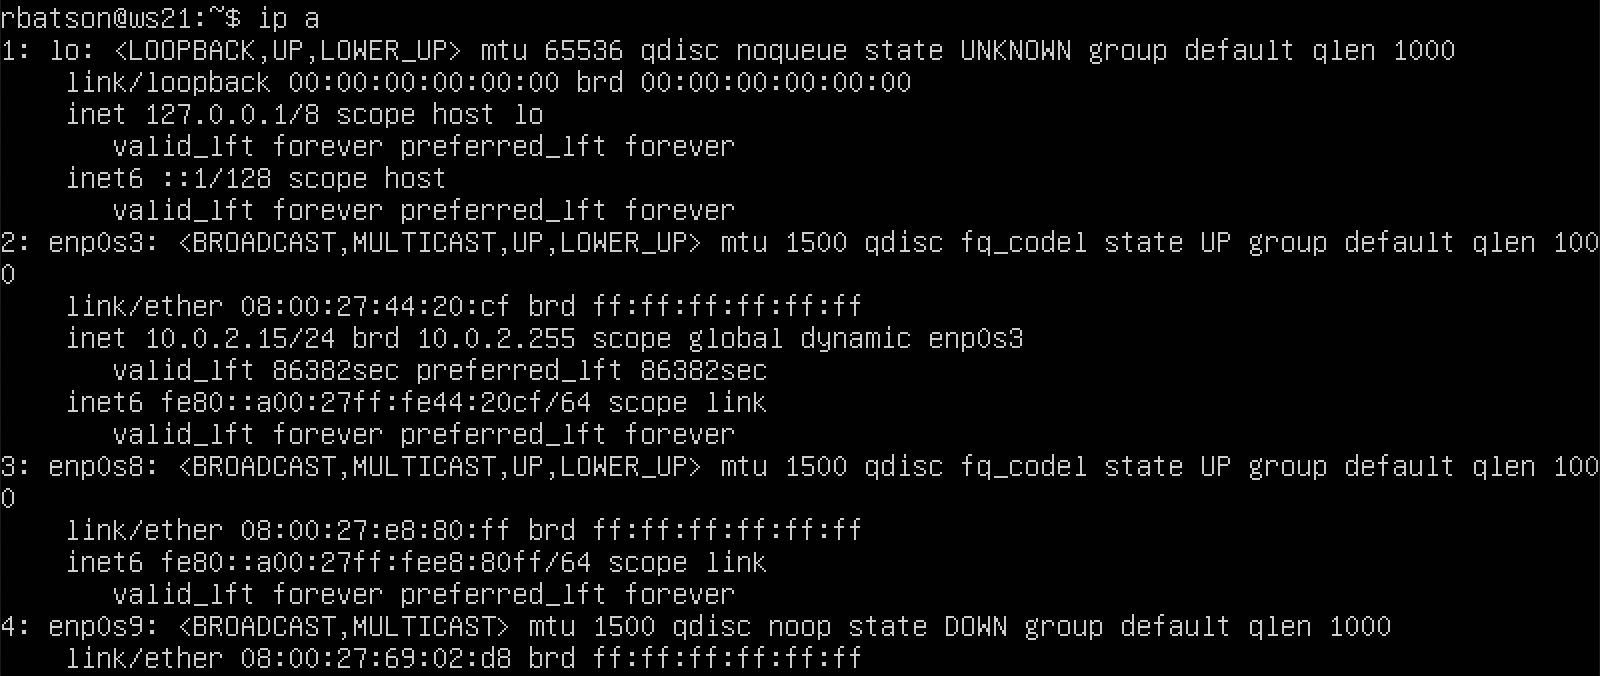 rbatson@ws21:~$ ip a
1: lo: <LOOPBACK,UP,LOWER_UP> mtu 65536 qdisc noqueue state UNKNOWN group default qlen 1000
    link/loopback 00:00:00:00:00:00 brd 00:00:00:00:00:00
    inet 127.0.0.1/8 scope host lo
       valid_lft forever preferred_lft forever
    inet6 ::1/128 scope host
       valid_lft forever preferred_lft forever
2: enp0s3: <BROADCAST,MULTICAST,UP,LOWER_UP> mtu 1500 qdisc fq_codel state UP group default qlen 100
0
    link/ether 08:00:27:44:20:cf brd ff:ff:ff:ff:ff:ff
    inet 10.0.2.15/24 brd 10.0.2.255 scope global dynamic enp0s3
       valid_lft 86382sec preferred_lft 86382sec
    inet6 fe80::a00:27ff:fe44:20cf/64 scope link
       valid_lft forever preferred_lft forever
3: enp0s8: <BROADCAST,MULTICAST,UP,LOWER_UP> mtu 1500 qdisc fq_codel state UP group default qlen 100
0
    link/ether 08:00:27:e8:80:ff brd ff:ff:ff:ff:ff:ff
    inet6 fe80::a00:27ff:fee8:80ff/64 scope link
       valid_lft forever preferred_lft forever
4: enp0s9: <BROADCAST,MULTICAST> mtu 1500 qdisc noop state DOWN group default qlen 1000
    link/ether 08:00:27:69:02:d8 brd ff:ff:ff:ff:ff:ff